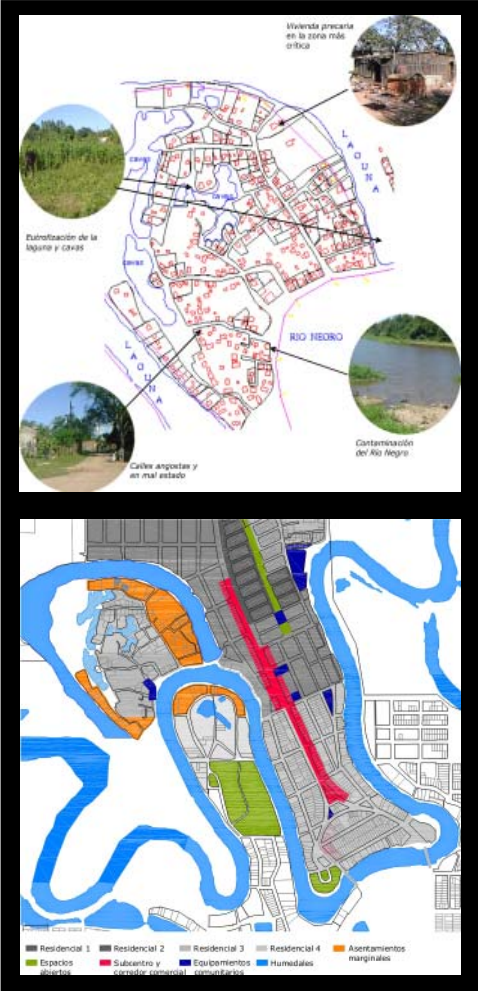 Vivienda precaria
en la zona más
crítica
LAGUNA
cavas
cavas
cavas
Eutrofización de la
laguna y cavas
RIO NEGRO
LAGUNA
Contaminación
del Río Negro
Calles angostas y
en mal estado
Residencial 1
Residencial 2
Residencial 3
Residencial 4
Asentamientos
marginales
Espacios
abiertos
Subcentro y
corredor comercial
Equipamientos
comunitarios
Humedales